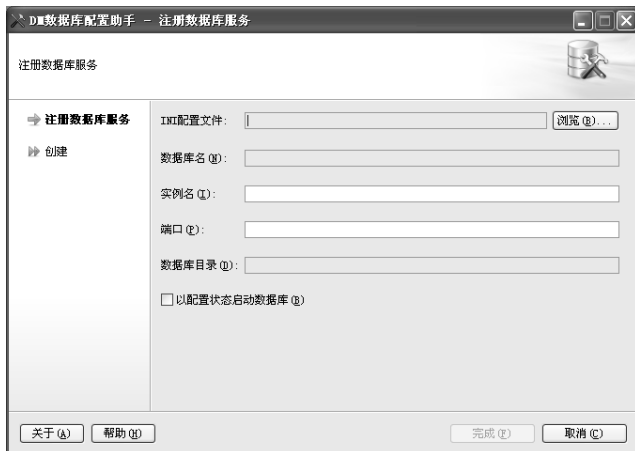 DM数据库配置助手 - 注册数据库服务
注册数据库服务
注册数据库服务
创建
INI配置文件:
浏览(B)...
数据库名(N):
实例名(I):
端口(P):
数据库目录(D):
以配置状态启动数据库(B)
关于(A)
帮助(H)
完成(F)
取消(C)